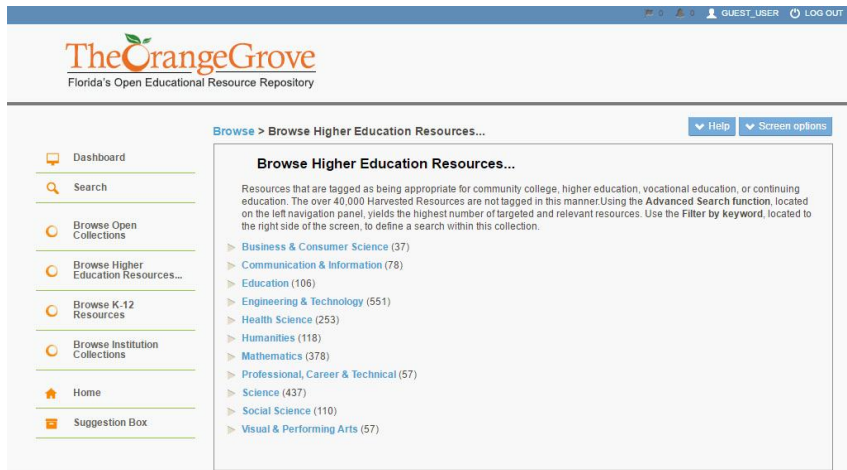 0 0 GUEST_USER LOG OUT
TheOrangeGrove
Florida's Open Educational Resource Repository
Browse > Browse Higher Education Resources...
Help Screen options
Dashboard
Search
Browse Open
Collections
Browse Higher
Education Resources...
Browse K-12
Resources
Browse Institution
Collections
Home
Suggestion Box
Browse Higher Education Resources...
Resources that are tagged as being appropriate for community college, higher education, vocational education, or continuing
education. The over 40,000 Harvested Resources are not tagged in this manner.Using the Advanced Search function, located
on the left navigation panel, yields the highest number of targeted and relevant resources. Use the Filter by keyword, located to
the right side of the screen, to define a search within this collection.
Business & Consumer Science (37)
Communication & Information (78)
Education (106)
Engineering & Technology (551)
Health Science (253)
Humanities (118)
Mathematics (378)
Professional, Career & Technical (57)
Science (437)
Social Science (110)
Visual & Performing Arts (57)